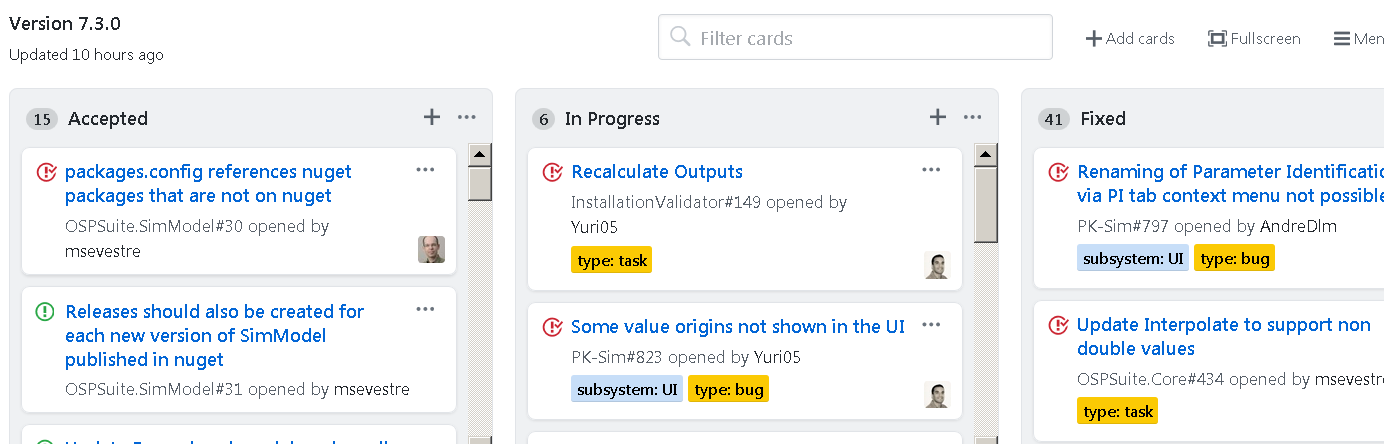 Version 7.3.0
Updated 10 hours ago
Filter cards
Add cards
Fullscreen
Men
15 Accepted
packages.config references nuget
packages that are not on nuget
OSPSuite.SimModel#30 opened by
msevestre
Releases should also be created for
each new version of SimModel
published in nuget
OSPSuite.SimModel#31 opened by msevestre
6 In Progress
Recalculate Outputs
InstallationValidator#149 opened by
Yuri05
type: task
Some value origins not shown in the UI
PK-Sim#823 opened by Yuri05
subsystem: UI type: bug
41 Fixed
Renaming of Parameter Identificatio
via PI tab context menu not possible
PK-Sim#797 opened by AndreDlm
subsystem: UI type: bug
Update Interpolate to support non
double values
OSPSuite.Core#434 opened by msevestr
type: task